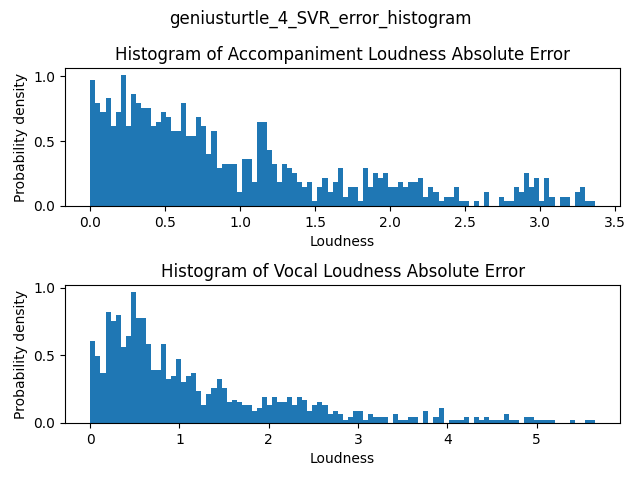 geniusturtle_4_SVR_error_histogram
Histogram of Accompaniment Loudness Absolute Error
1.0
0.5
0.0
Probability density
0.0 0.5 1.0 1.5 2.0 2.5 3.0 3.5
Loudness
Histogram of Vocal Loudness Absolute Error
1.0
0.5
0.0
Probability density
0 1 2 3 4 5
Loudness